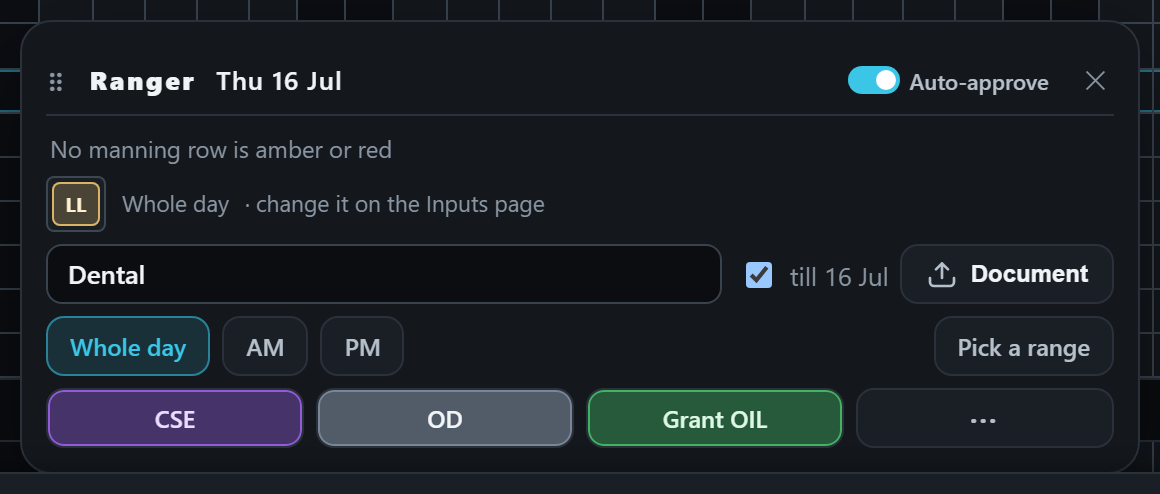 Ranger Thu 16 Jul Auto-approve
No manning row is amber or red
LL Whole day · change it on the Inputs page
Dental till 16 Jul Document
Whole day AM PM Pick a range
CSE OD Grant OIL ...